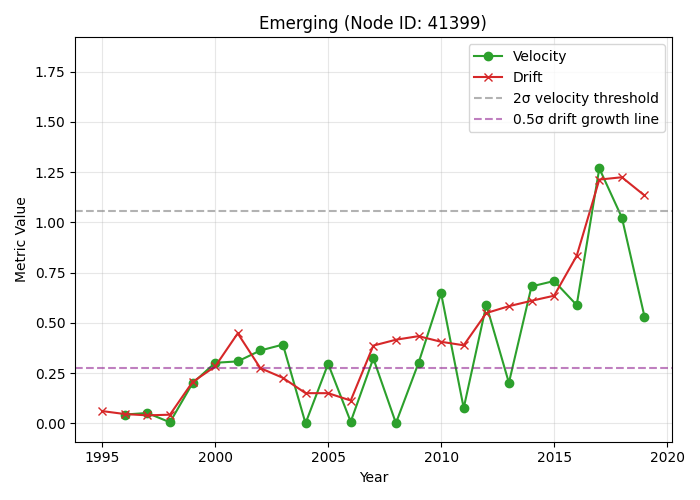 Emerging (Node ID: 41399)
Velocity
Drift
2σ velocity threshold
0.5σ drift growth line
Metric Value
1.75
1.50
1.25
1.00
0.75
0.50
0.25
0.00
1995 2000 2005 2010 2015 2020
Year